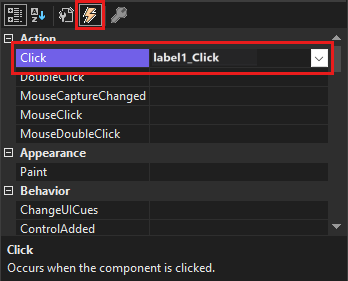 Action
Click label1_Click
DoubleClick
MouseCaptureChanged
MouseClick
MouseDoubleClick
Appearance
Paint
Behavior
ChangeUICues
ControlAdded
Click
Occurs when the component is clicked.